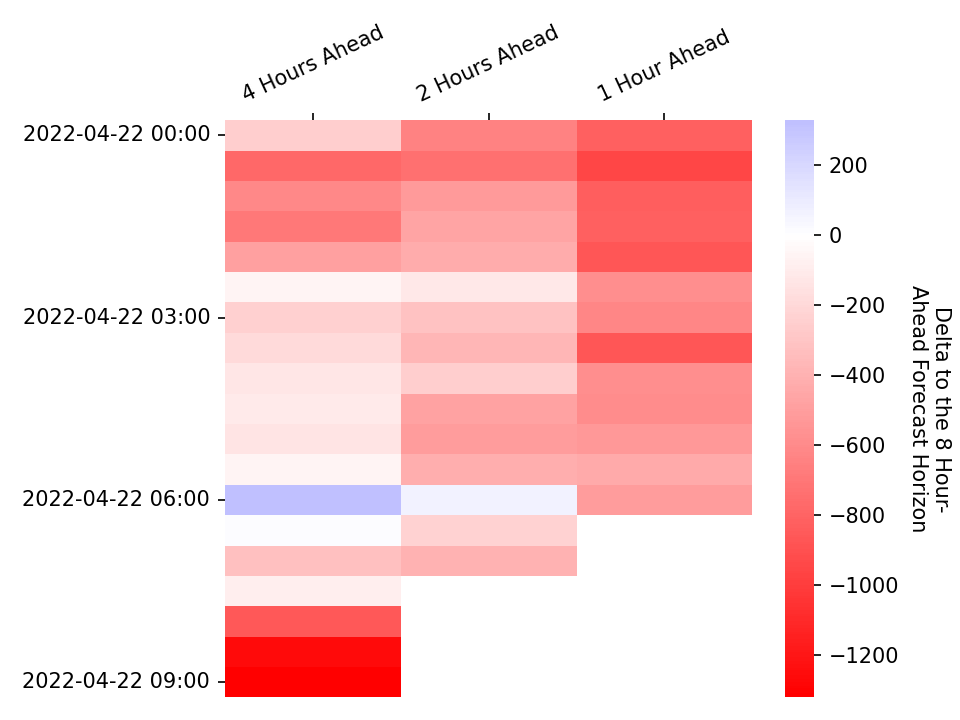 4 Hours Ahead
2 Hours Ahead
1 Hour Ahead
2022-04-22 00:00
2022-04-22 03:00
2022-04-22 06:00
2022-04-22 09:00
200
0
−200
−400
−600
−800
−1000
−1200
Delta to the 8 Hour-
Ahead Forecast Horizon